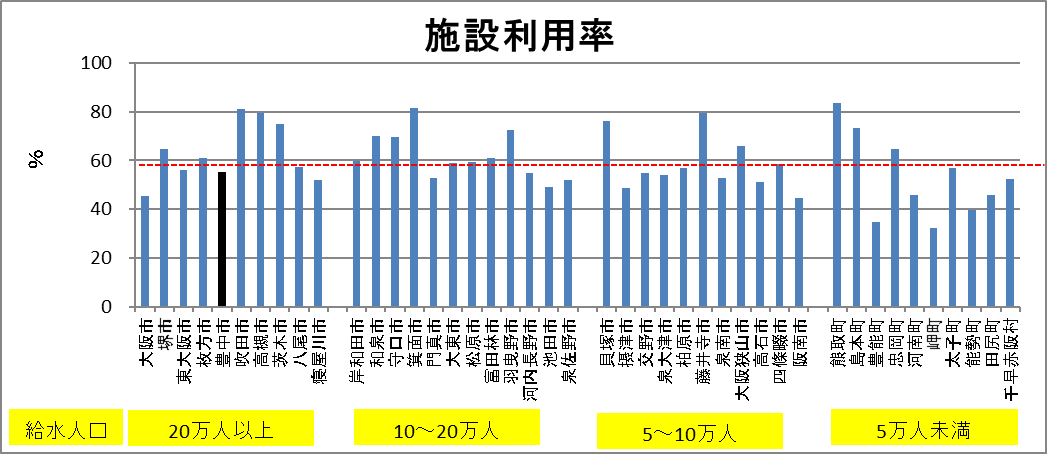 施設利用率
%
100
80
60
40
20
0
大阪市
堺市
東大阪市
枚方市
豊中市
吹田市
高槻市
茨木市
八尾市
寝屋川市
岸和田市
和泉市
守口市
箕面市
門真市
大東市
松原市
富田林市
羽曳野市
河内長野市
池田市
泉佐野市
貝塚市
摂津市
交野市
泉大津市
柏原市
藤井寺市
泉南市
大阪狭山市
高石市
四條畷市
阪南市
熊取町
島本町
豊能町
忠岡町
河南町
岬町
太子町
能勢町
田尻町
千早赤阪村
給水人口
20万人以上
10～20万人
5～10万人
5万人未満